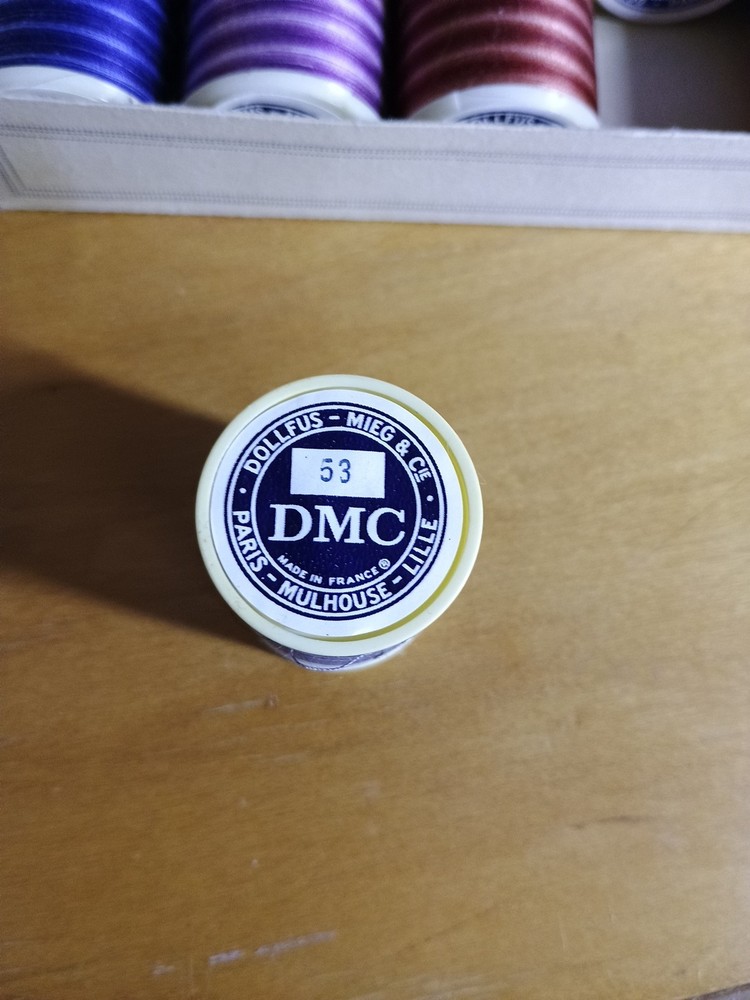 DOLLFUS - MIEG & CIE
53
DMC
MADE IN FRANCE ®
PARIS - MULHOUSE - LILLE